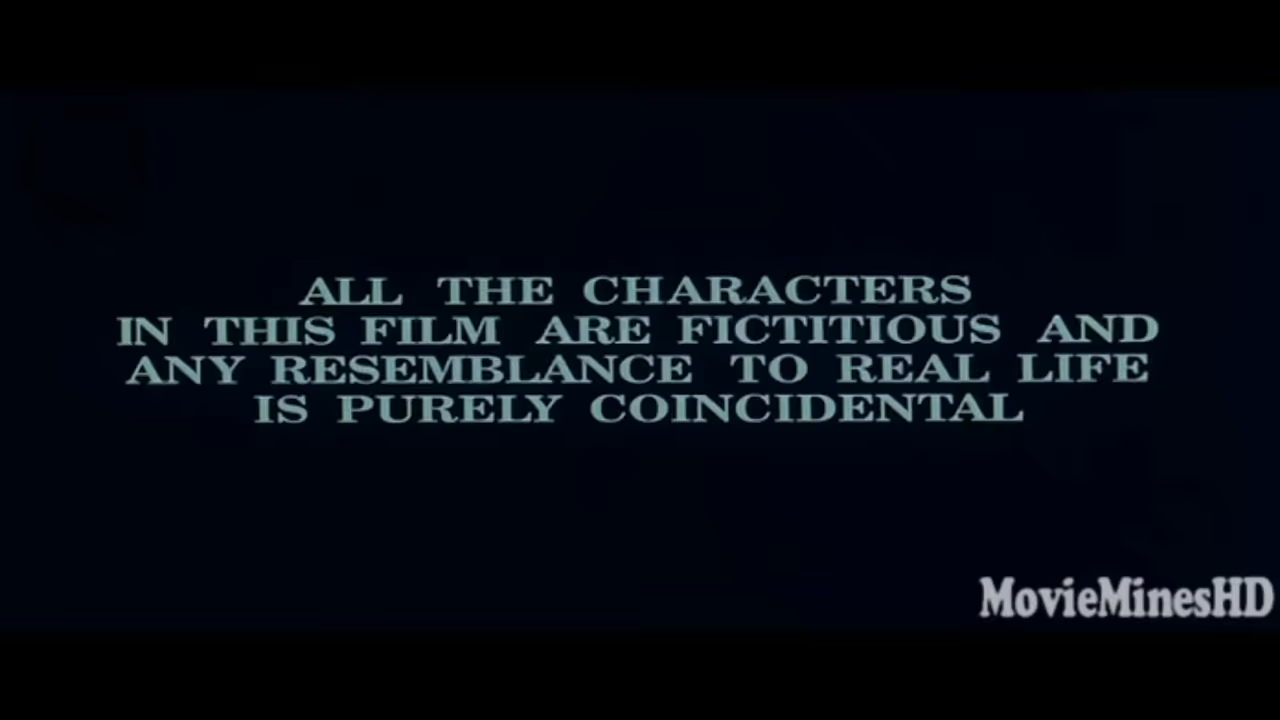 ALL THE CHARACTERS
IN THIS FILM ARE FICTITIOUS AND
ANY RESEMBLANCE TO REAL LIFE
IS PURELY COINCIDENTAL
MovieMinesHD